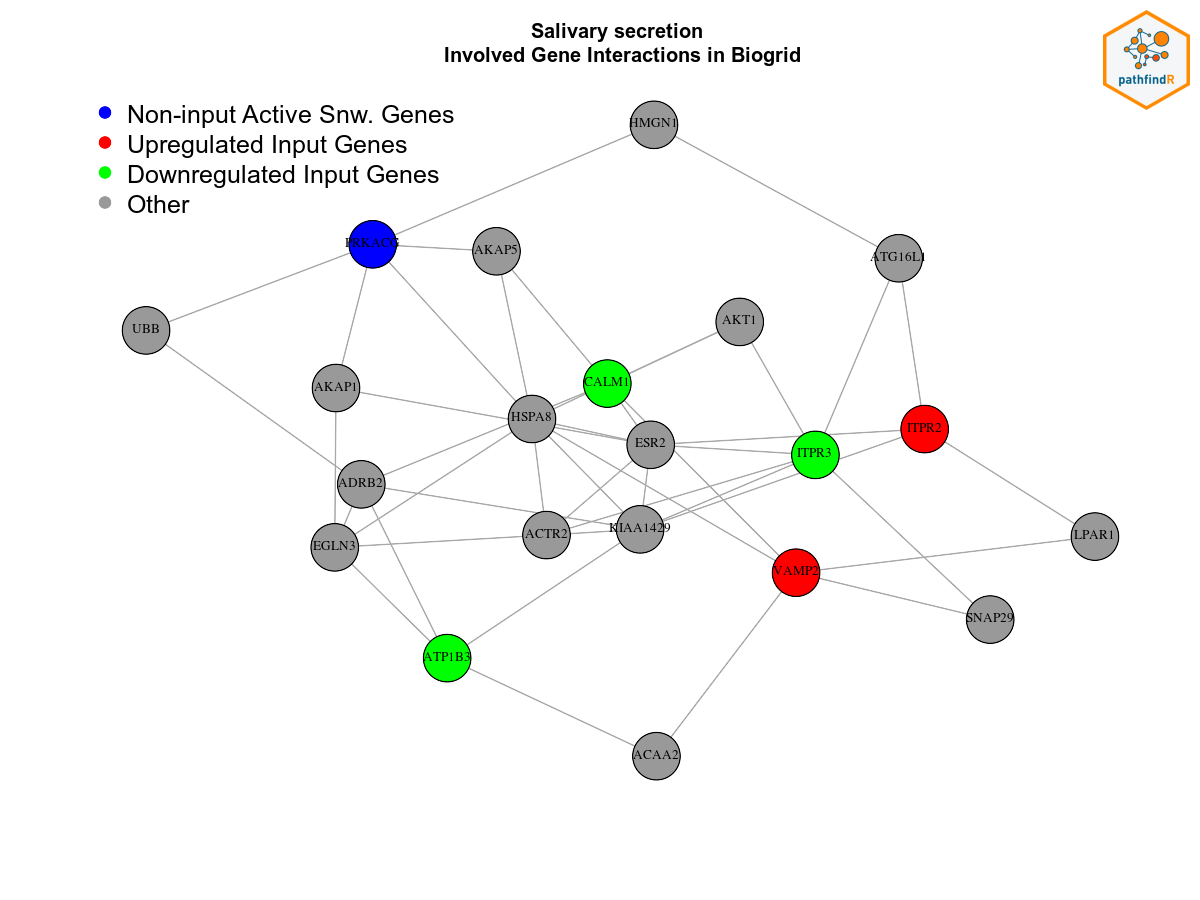 Salivary secretion
Involved Gene Interactions in Biogrid
pathfindR
Non-input Active Snw. Genes
Upregulated Input Genes
Downregulated Input Genes
Other
HMGN1
PRKACG
AKAP5
ATG16L1
UBB
AKT1
AKAP1
CALM1
HSPA8
ESR2
ITPR2
ITPR3
ADRB2
EGLN3
ACTR2
KIAA1429
LPAR1
VAMP2
SNAP29
ATP1B3
ACAA2